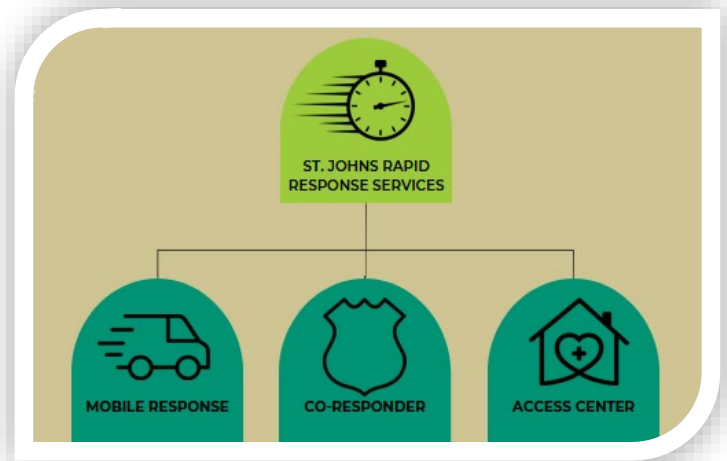 ST. JOHNS RAPID
RESPONSE SERVICES
MOBILE RESPONSE
CO-RESPONDER
ACCESS CENTER